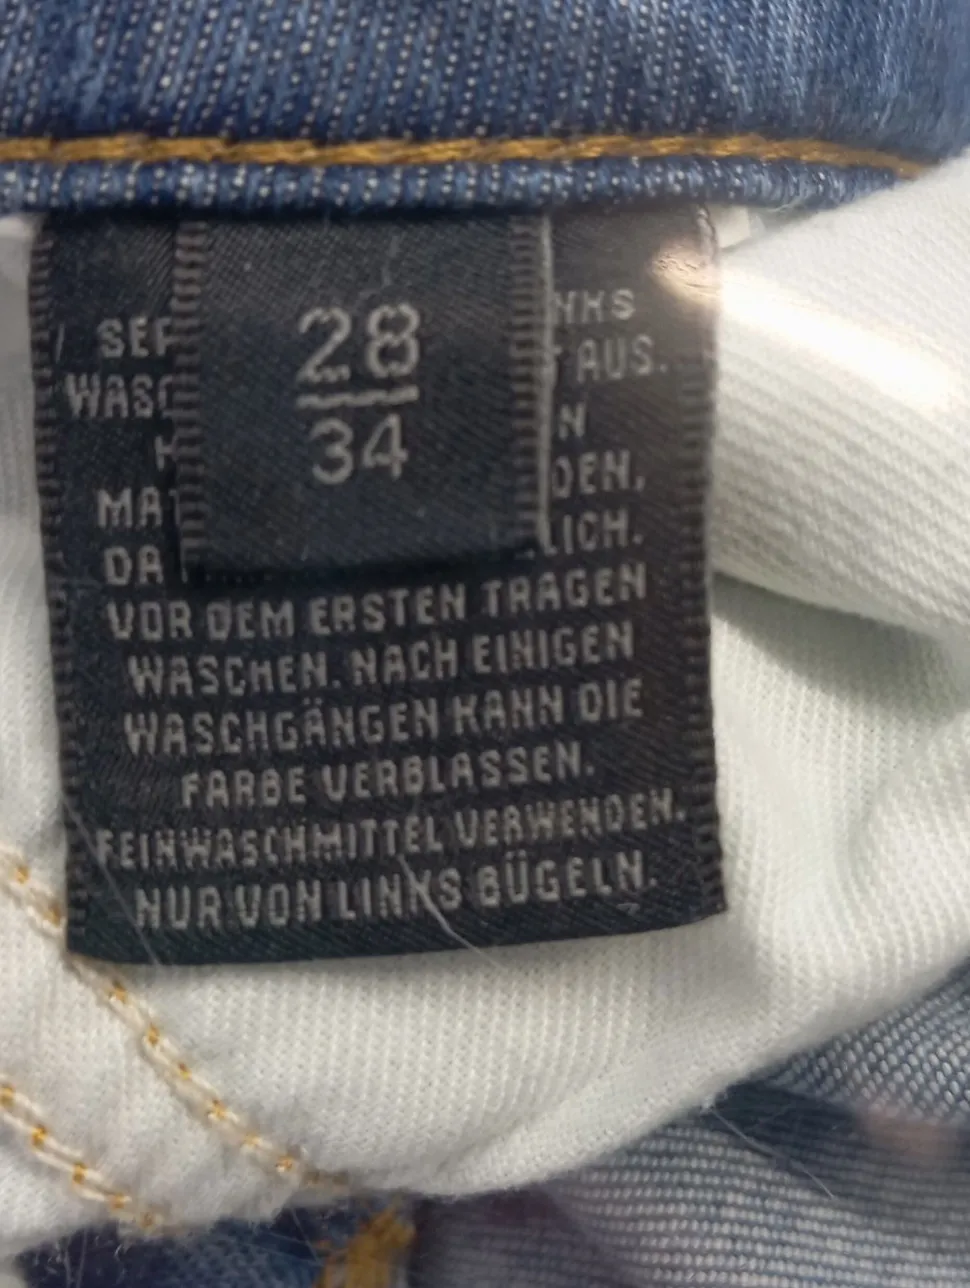 28
34
AUS.
VOR DEM ERSTEN TRAGEN
WASCHEN. NACH EINIGEN
WASCHGÄNGEN KANN DIE
FARBE VERBLASSEN.
FEINWASCHMITTEL VERWENDEN.
NUR VON LINKS BÜGELN.